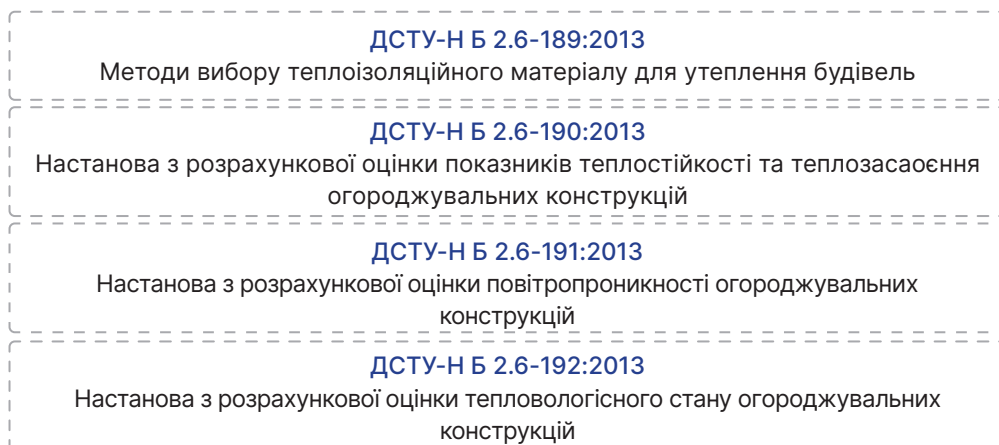 ДСТУ-Н Б 2.6-189:2013
Методи вибору теплоізоляційного матеріалу для утеплення будівель
ДСТУ-Н Б 2.6-190:2013
Настанова з розрахункової оцінки показників теплостійкості та теплозасаоєння
огороджувальних конструкцій
ДСТУ-Н Б 2.6-191:2013
Настанова з розрахункової оцінки повітропроникності огороджувальних
конструкцій
ДСТУ-Н Б 2.6-192:2013
Настанова з розрахункової оцінки тепловологісного стану огороджувальних
конструкцій